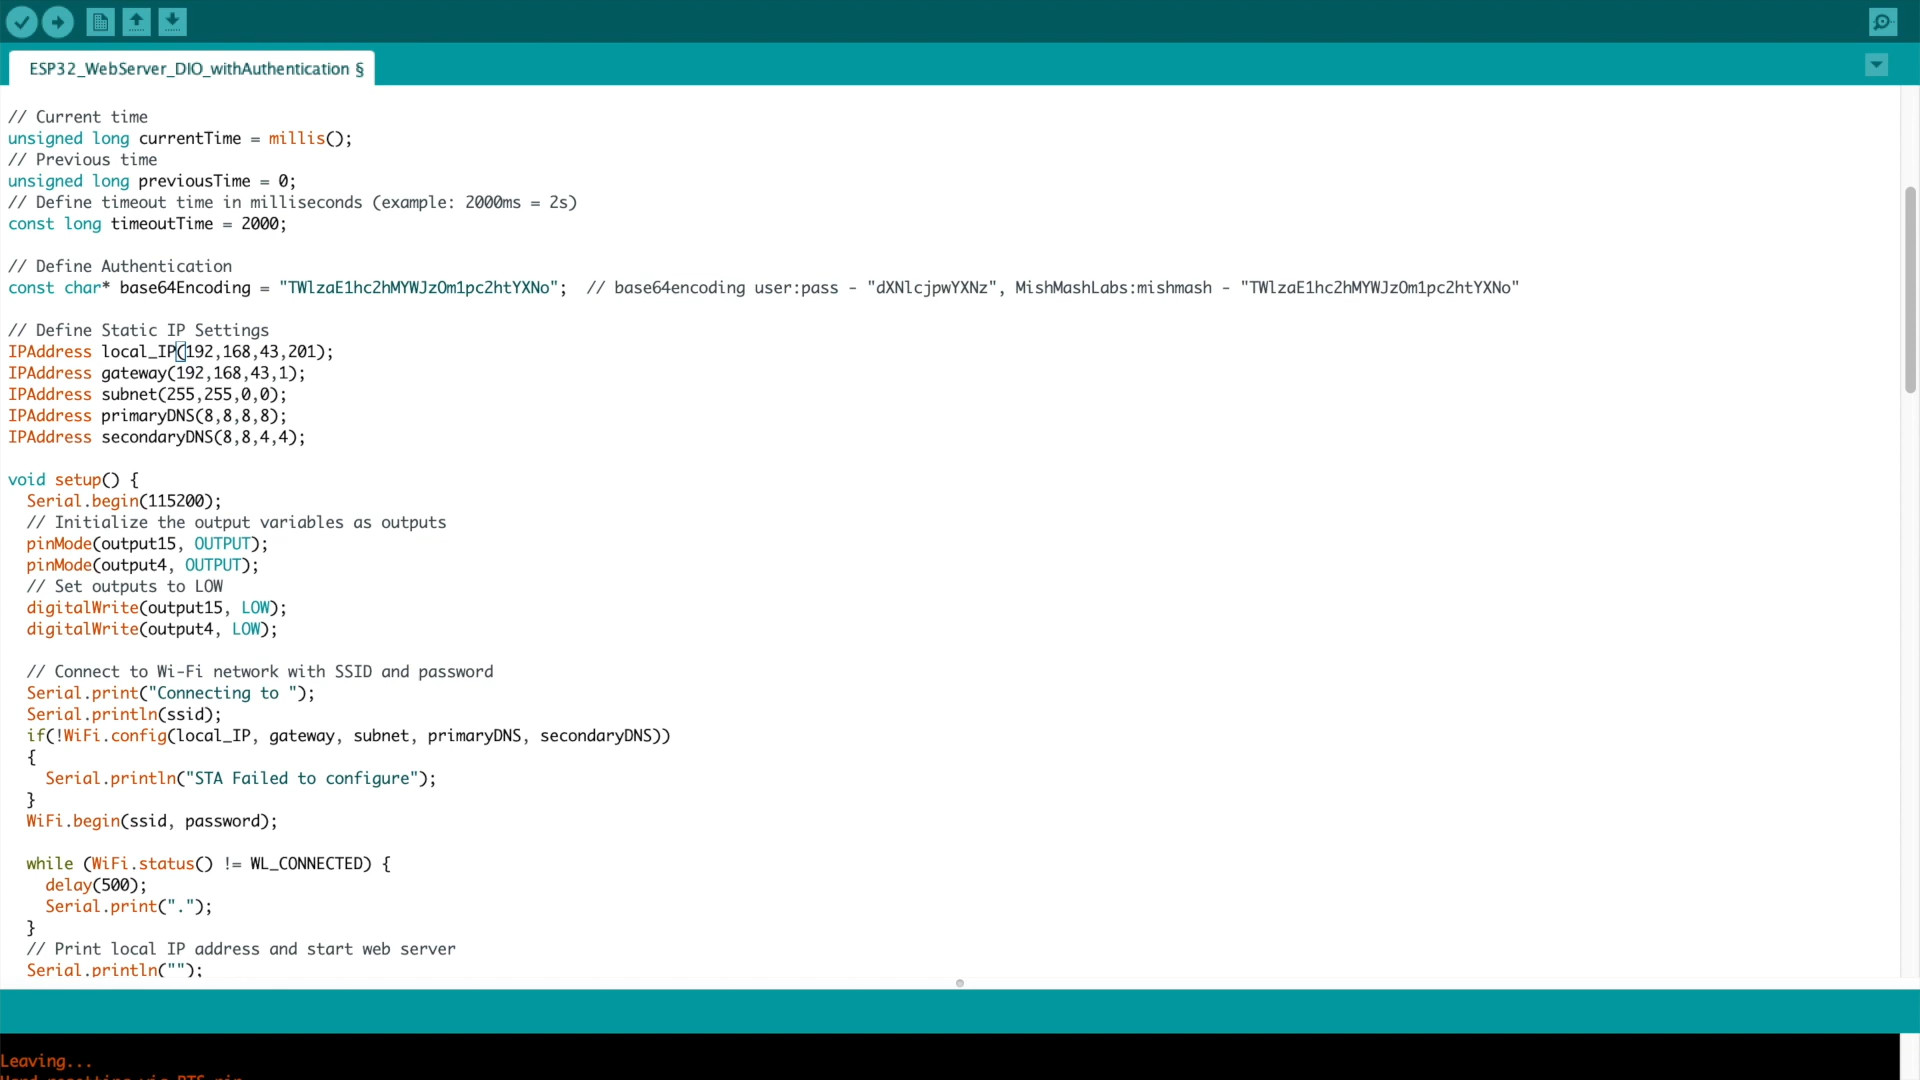 ESP32_WebServer_DIO_withAuthentication §
// Current time
unsigned long currentTime = millis();
// Previous time
unsigned long previousTime = 0;
// Define timeout time in milliseconds (example: 2000ms = 2s)
const long timeoutTime = 2000;
// Define Authentication
const char* base64Encoding = "TWlzaE1hc2hMYWJzOm1pc2htYXNo";  // base64encoding user:pass - "dXNlcjpwYXNz", MishMashLabs:mishmash - "TWlzaE1hc2hMYWJzOm1pc2htYXNo"
// Define Static IP Settings
IPAddress local_IP(192,168,43,201);
IPAddress gateway(192,168,43,1);
IPAddress subnet(255,255,0,0);
IPAddress primaryDNS(8,8,8,8);
IPAddress secondaryDNS(8,8,4,4);
void setup() {
  Serial.begin(115200);
  // Initialize the output variables as outputs
  pinMode(output15, OUTPUT);
  pinMode(output4, OUTPUT);
  // Set outputs to LOW
  digitalWrite(output15, LOW);
  digitalWrite(output4, LOW);
  // Connect to Wi-Fi network with SSID and password
  Serial.print("Connecting to ");
  Serial.println(ssid);
  if(!WiFi.config(local_IP, gateway, subnet, primaryDNS, secondaryDNS))
  {
    Serial.println("STA Failed to configure");
  }
  WiFi.begin(ssid, password);
  while (WiFi.status() != WL_CONNECTED) {
    delay(500);
    Serial.print(".");
  }
  // Print local IP address and start web server
  Serial.println("");
Leaving...